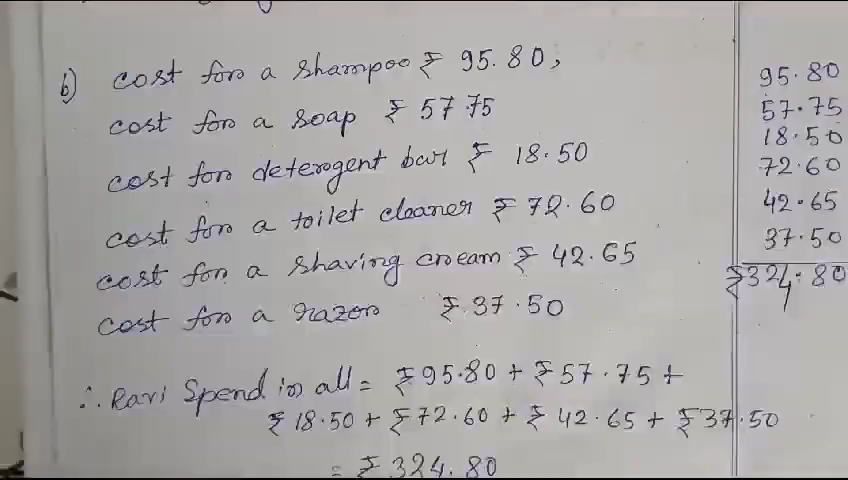 b) cost for a shampoo ₹ 95.80,
cost for a soap ₹ 57.75
cost for detergent bar ₹ 18.50
cost for a toilet cleaner ₹ 72.60
cost for a shaving cream ₹ 42.65
cost for a razor ₹ 37.50
∴ Ravi Spend in all = ₹95.80 + ₹57.75 +
₹18.50 + ₹72.60 + ₹42.65 + ₹37.50
= ₹324.80
95.80
57.75
18.50
72.60
42.65
37.50
₹324.80